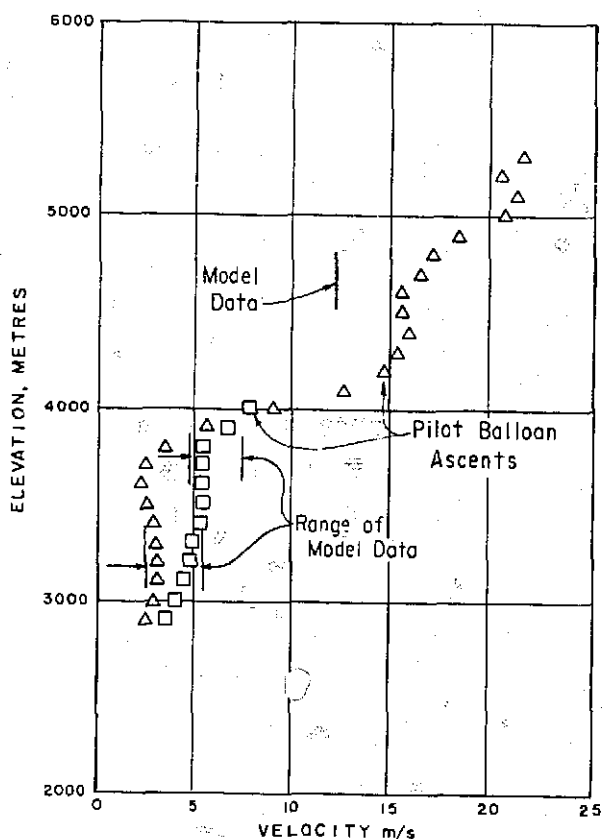 6000
5000
4000
3000
2000
ELEVATION, METRES
Model
Data
Pilot Balloan
Ascents
Range of
Model Data
0
5
10
15
20
25
VELOCITY m/s